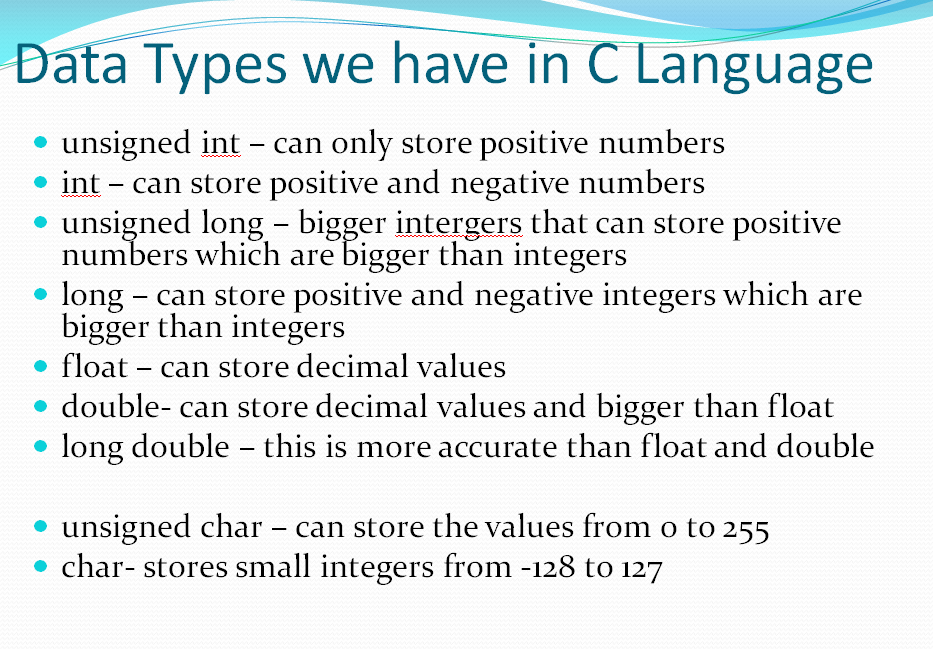 Data Types we have in C Language
• unsigned int – can only store positive numbers
• int – can store positive and negative numbers
• unsigned long – bigger intergers that can store positive
numbers which are bigger than integers
• long – can store positive and negative integers which are
bigger than integers
• float – can store decimal values
• double- can store decimal values and bigger than float
• long double – this is more accurate than float and double
• unsigned char – can store the values from 0 to 255
• char- stores small integers from -128 to 127